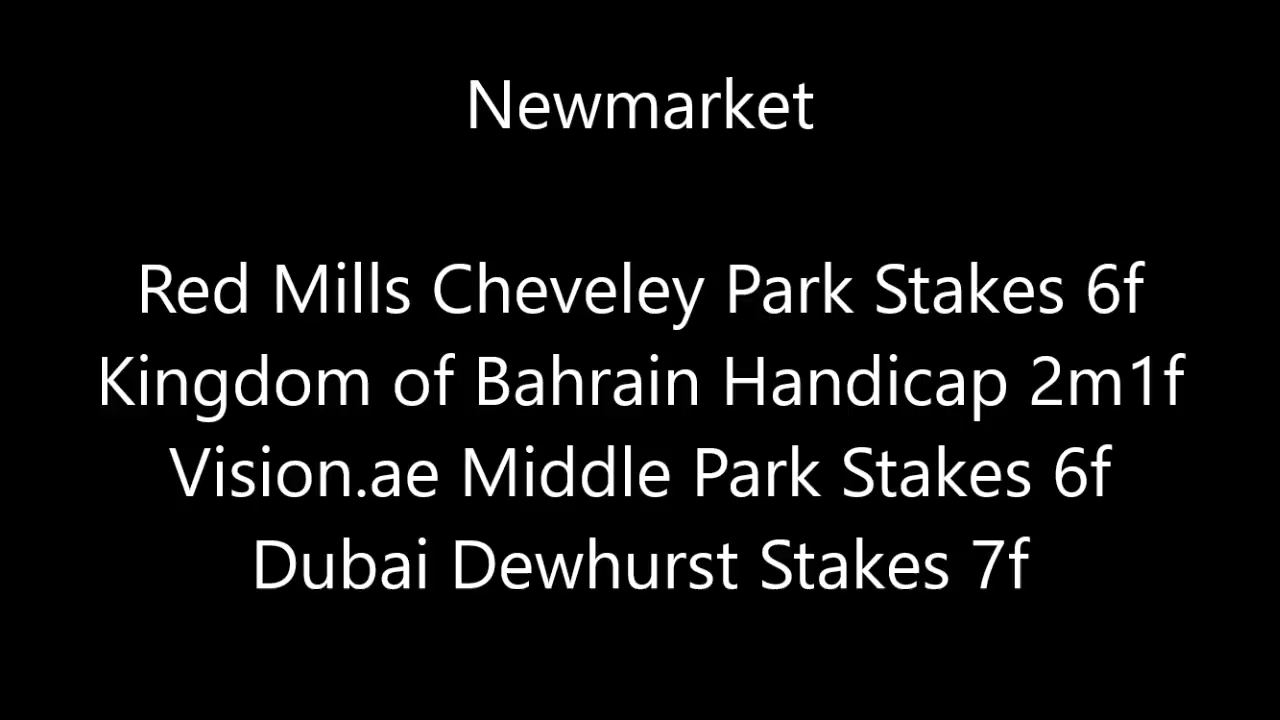 Newmarket
Red Mills Cheveley Park Stakes 6f
Kingdom of Bahrain Handicap 2m1f
Vision.ae Middle Park Stakes 6f
Dubai Dewhurst Stakes 7f